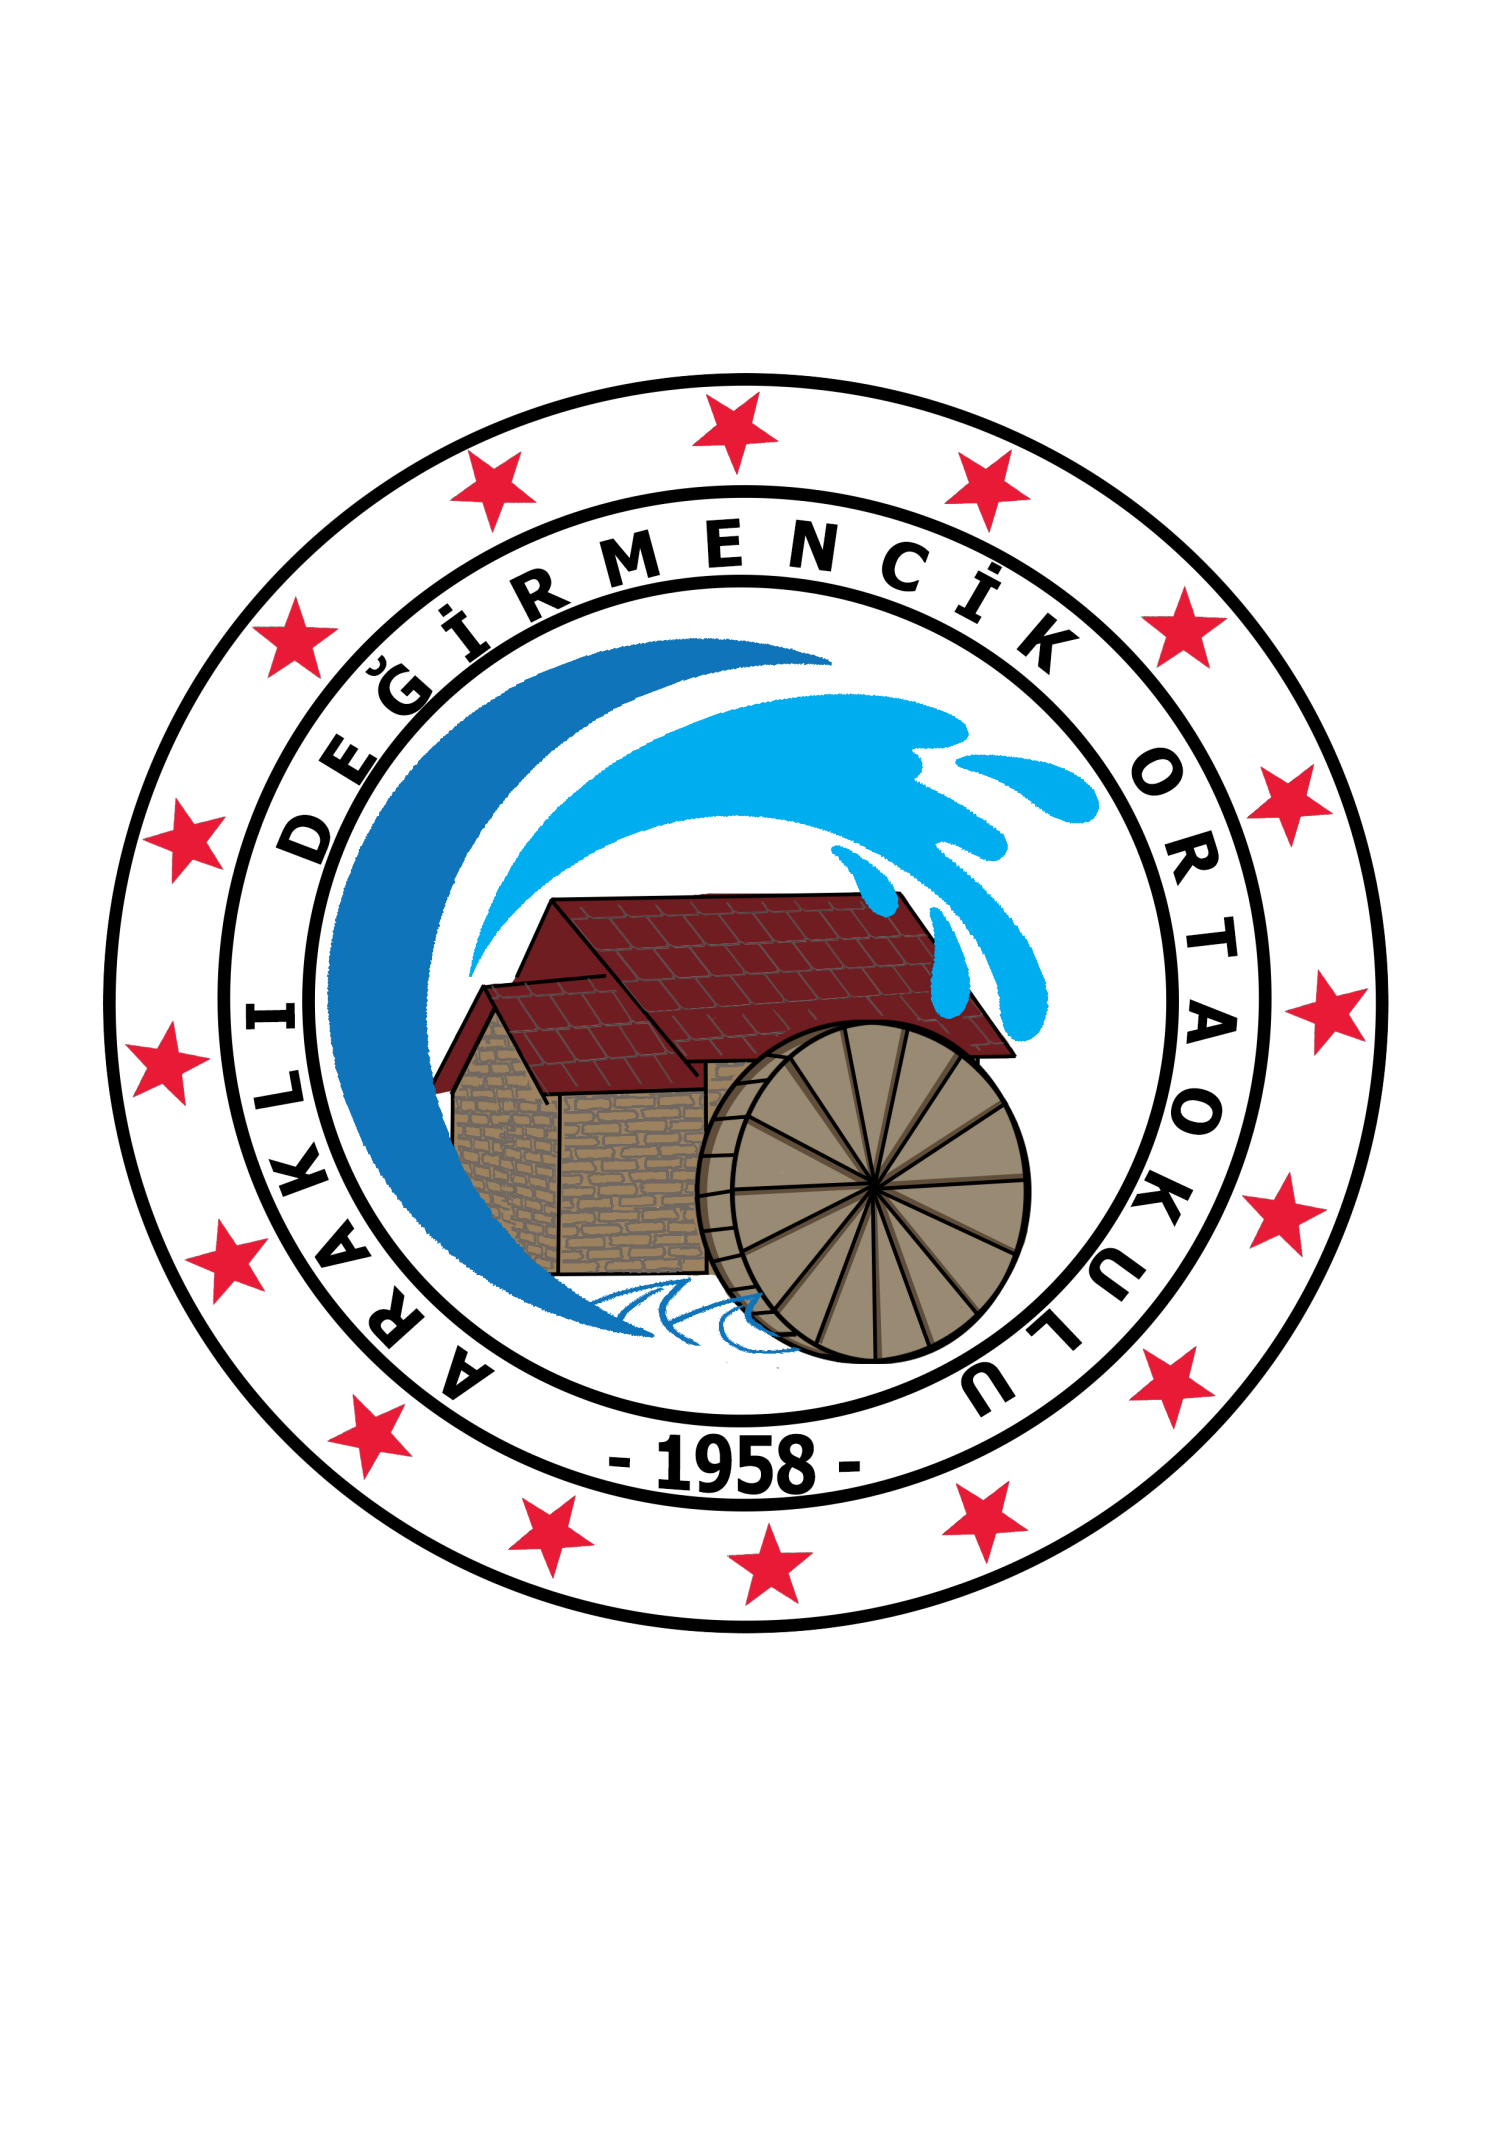 ARAKLI DEĞİRMENCİK ORTAOKULU
- 1958 -